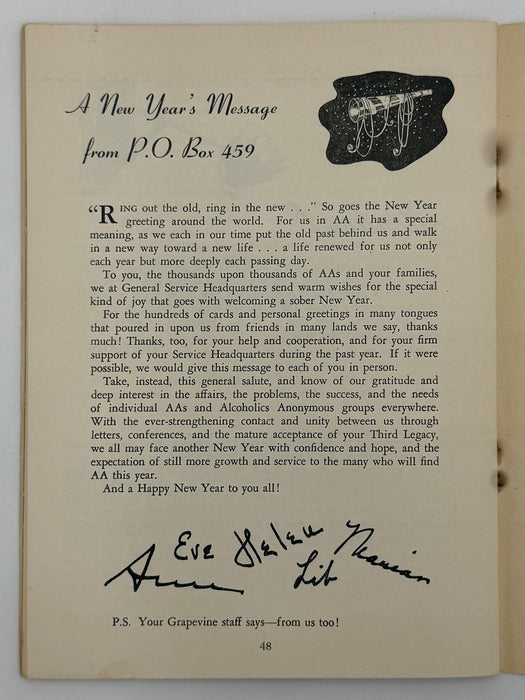 A New Year's Message
from P.O. Box 459
"RING out the old, ring in the new . . ." So goes the New Year
greeting around the world. For us in AA it has a special
meaning, as we each in our time put the old past behind us and walk
in a new way toward a new life . . . a life renewed for us not only
each year but more deeply each passing day.
To you, the thousands upon thousands of AAs and your families,
we at General Service Headquarters send warm wishes for the special
kind of joy that goes with welcoming a sober New Year.
For the hundreds of cards and personal greetings in many tongues
that poured in upon us from friends in many lands we say, thanks
much! Thanks, too, for your help and cooperation, and for your firm
support of your Service Headquarters during the past year. If it were
possible, we would give this message to each of you in person.
Take, instead, this general salute, and know of our gratitude and
deep interest in the affairs, the problems, the success, and the needs
of individual AAs and Alcoholics Anonymous groups everywhere.
With the ever-strengthening contact and unity between us through
letters, conferences, and the mature acceptance of your Third Legacy,
we all may face another New Year with confidence and hope, and the
expectation of still more growth and service to the many who will find
AA this year.
And a Happy New Year to you all!
Eve Helen Marian
Ann Lib
P.S. Your Grapevine staff says—from us too!
48